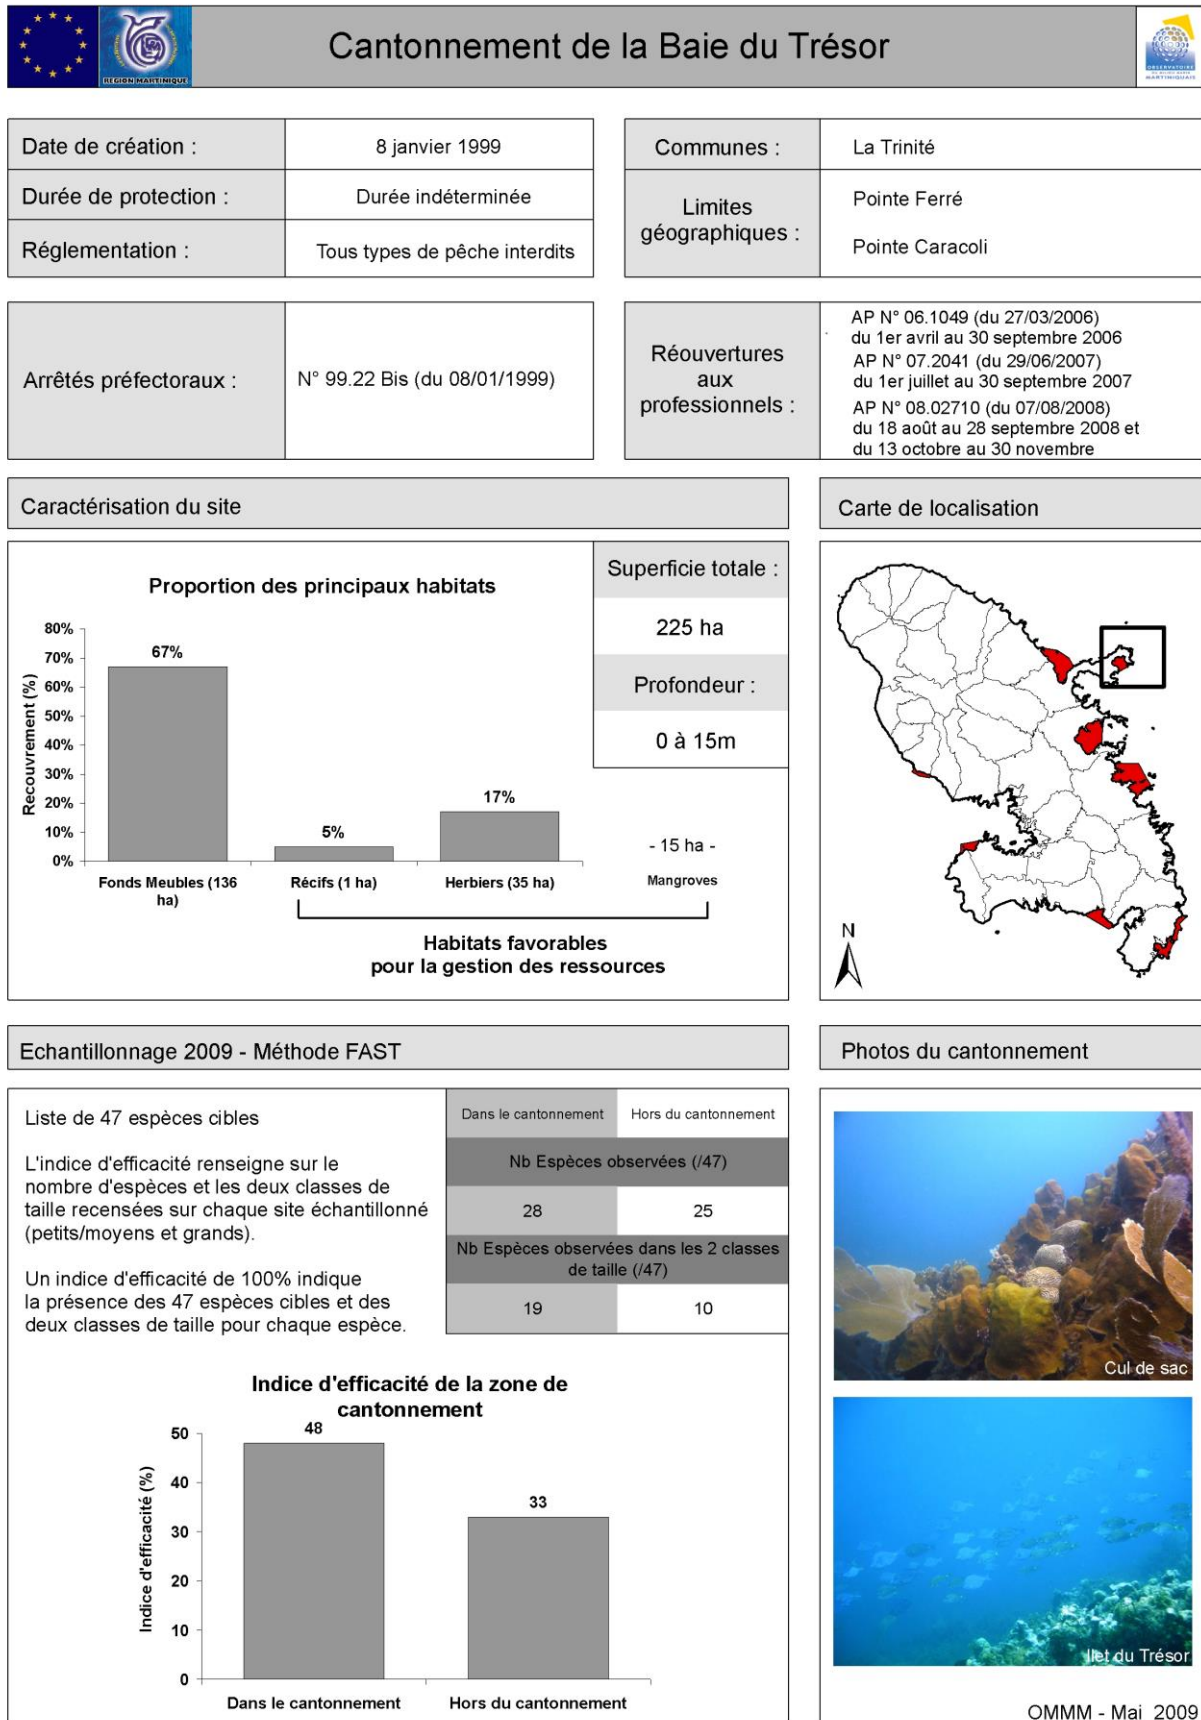 REGION MARTINIQUE
Cantonnement de la Baie du Trésor
OBSERVATOIRE
DU MILIEU MARIN
MARTINIQUAIS
Date de création :
8 janvier 1999
Durée de protection :
Durée indéterminée
Réglementation :
Tous types de pêche interdits
Communes :
La Trinité
Limites
géographiques :
Pointe Ferré
Pointe Caracoli
Arrêtés préfectoraux :
N° 99.22 Bis (du 08/01/1999)
Réouvertures
aux
professionnels :
AP N° 06.1049 (du 27/03/2006)
du 1er avril au 30 septembre 2006
AP N° 07.2041 (du 29/06/2007)
du 1er juillet au 30 septembre 2007
AP N° 08.02710 (du 07/08/2008)
du 18 août au 28 septembre 2008 et
du 13 octobre au 30 novembre
Caractérisation du site
Proportion des principaux habitats
Recouvrement (%)
80%
70%
60%
50%
40%
30%
20%
10%
0%
67%
5%
17%
- 15 ha -
Fonds Meubles (136
ha)
Récifs (1 ha)
Herbiers (35 ha)
Mangroves
Habitats favorables
pour la gestion des ressources
Superficie totale :
225 ha
Profondeur :
0 à 15m
Carte de localisation
N
Echantillonnage 2009 - Méthode FAST
Liste de 47 espèces cibles
L'indice d'efficacité renseigne sur le
nombre d'espèces et les deux classes de
taille recensées sur chaque site échantillonné
(petits/moyens et grands).
Un indice d'efficacité de 100% indique
la présence des 47 espèces cibles et des
deux classes de taille pour chaque espèce.
Dans le cantonnement
Hors du cantonnement
Nb Espèces observées (/47)
28
25
Nb Espèces observées dans les 2 classes
de taille (/47)
19
10
Indice d'efficacité de la zone de
cantonnement
Indice d'efficacité (%)
50
40
30
20
10
0
48
33
Dans le cantonnement
Hors du cantonnement
Photos du cantonnement
Cul de sac
Ilet du Trésor
OMMM - Mai 2009